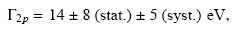 Γ₂ₚ = 14 ± 8 (stat.) ± 5 (syst.) eV,